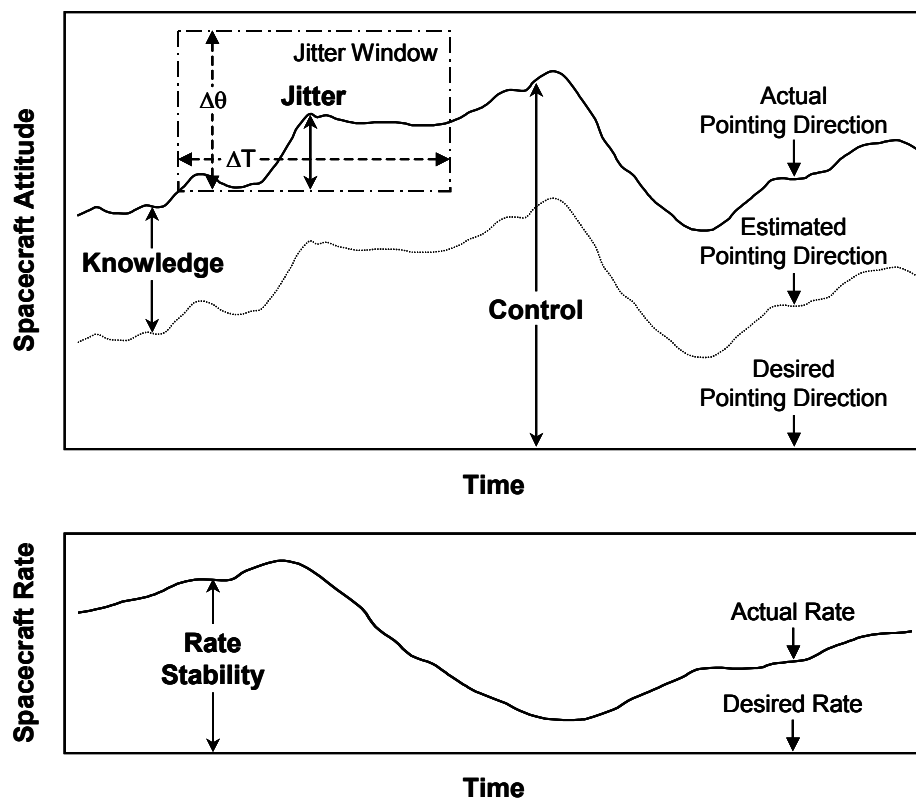 Jitter Window
Δθ
Jitter
ΔT
Actual
Pointing Direction
Knowledge
Estimated
Pointing Direction
Control
Desired
Pointing Direction
Spacecraft Attitude
Time
Rate
Stability
Actual Rate
Desired Rate
Spacecraft Rate
Time